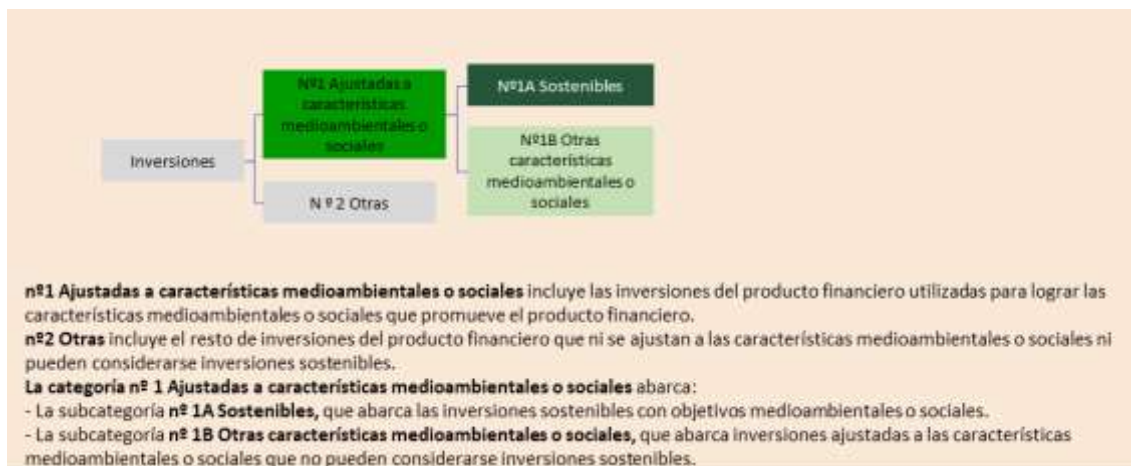 Nº1 Ajustadas a
características
medioambientales o
sociales
Nº1A Sostenibles
Nº1B Otras
características
medioambientales o
sociales
Inversiones
N º 2 Otras
nº1 Ajustadas a características medioambientales o sociales incluye las inversiones del producto financiero utilizadas para lograr las
características medioambientales o sociales que promueve el producto financiero.
nº2 Otras incluye el resto de inversiones del producto financiero que ni se ajustan a las características medioambientales o sociales ni
pueden considerarse inversiones sostenibles.
La categoría nº 1 Ajustadas a características medioambientales o sociales abarca:
- La subcategoría nº 1A Sostenibles, que abarca las inversiones sostenibles con objetivos medioambientales o sociales.
- La subcategoría nº 1B Otras características medioambientales o sociales, que abarca inversiones ajustadas a las características
medioambientales o sociales que no pueden considerarse inversiones sostenibles.